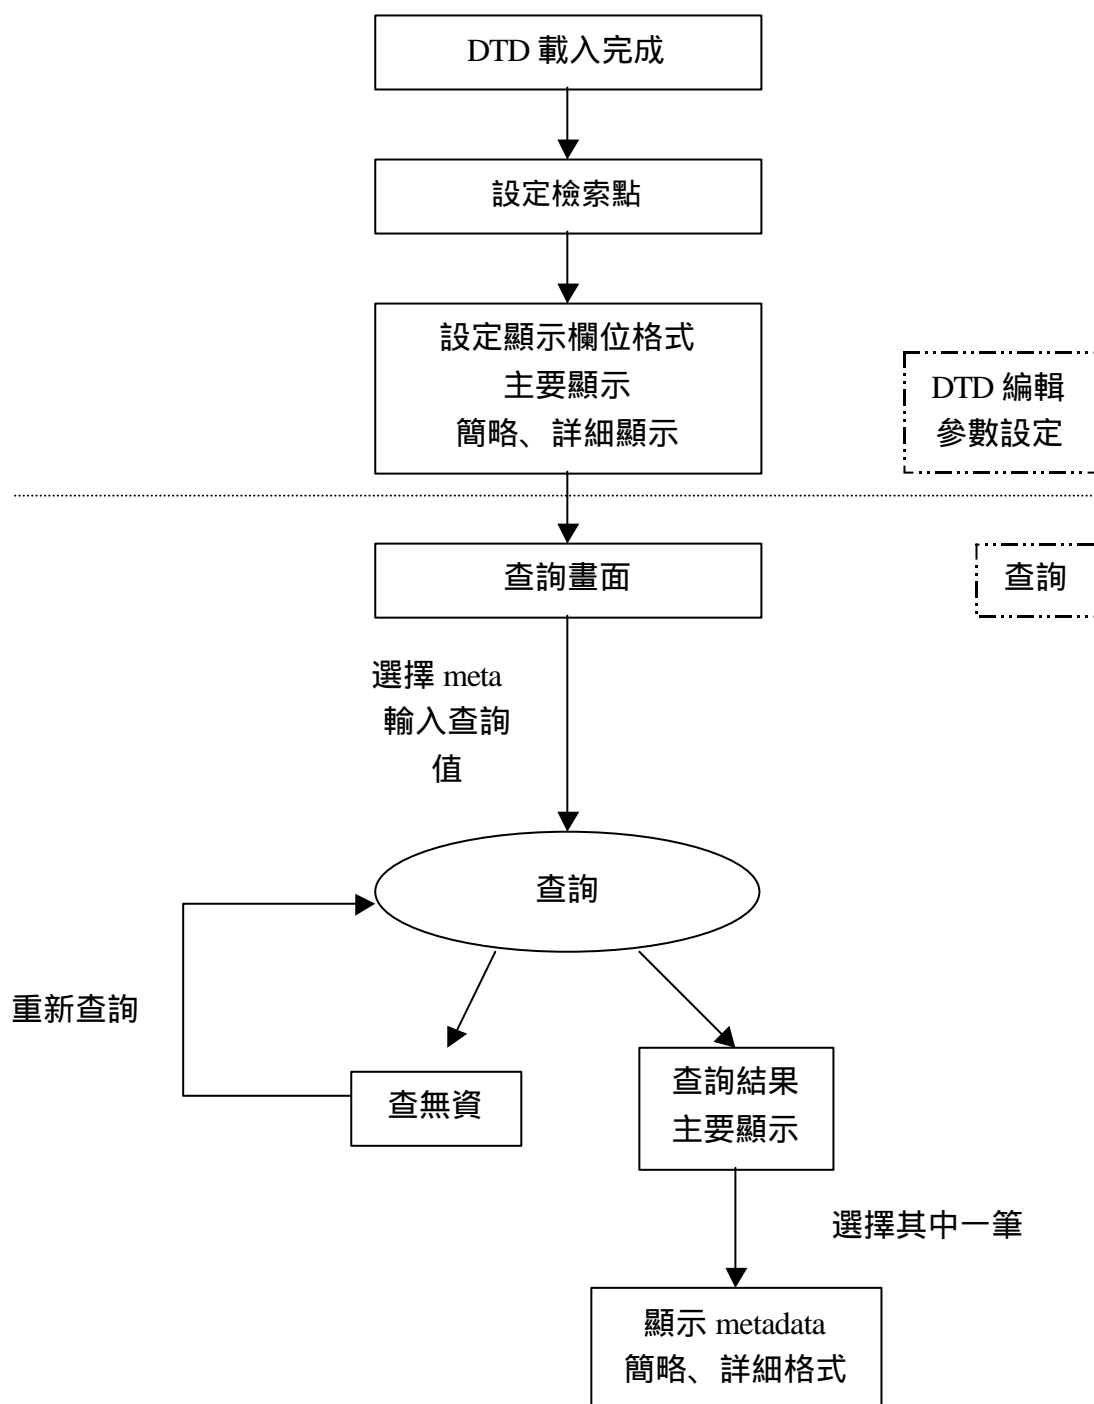 DTD 載入完成
設定檢索點
設定顯示欄位格式
主要顯示
簡略、詳細顯示
DTD 編輯
參數設定
查詢畫面
查詢
選擇 meta
輸入查詢
值
查詢
重新查詢
查無資
查詢結果
主要顯示
選擇其中一筆
顯示 metadata
簡略、詳細格式